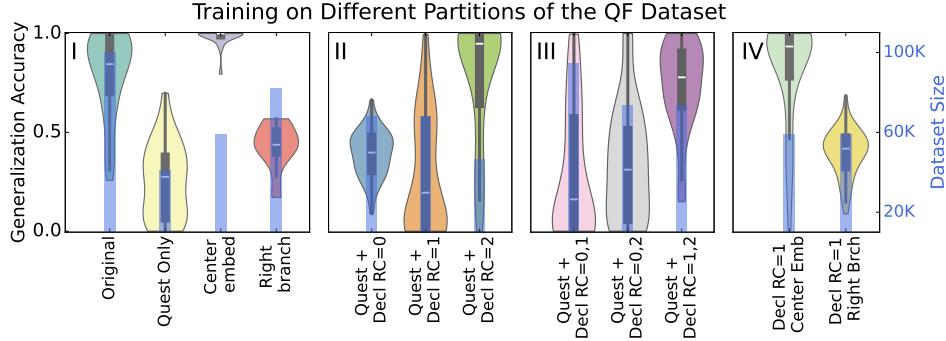 Training on Different Partitions of the QF Dataset
Generalization Accuracy
1.0
0.5
0.0
I
II
III
IV
100K
60K
20K
Dataset Size
Original
Quest Only
Center
embed
Right
branch
Quest +
Decl RC=0
Quest +
Decl RC=1
Quest +
Decl RC=2
Quest +
Decl RC=0,1
Quest +
Decl RC=0,2
Quest +
Decl RC=1,2
Decl RC=1
Center Emb
Decl RC=1
Right Brch